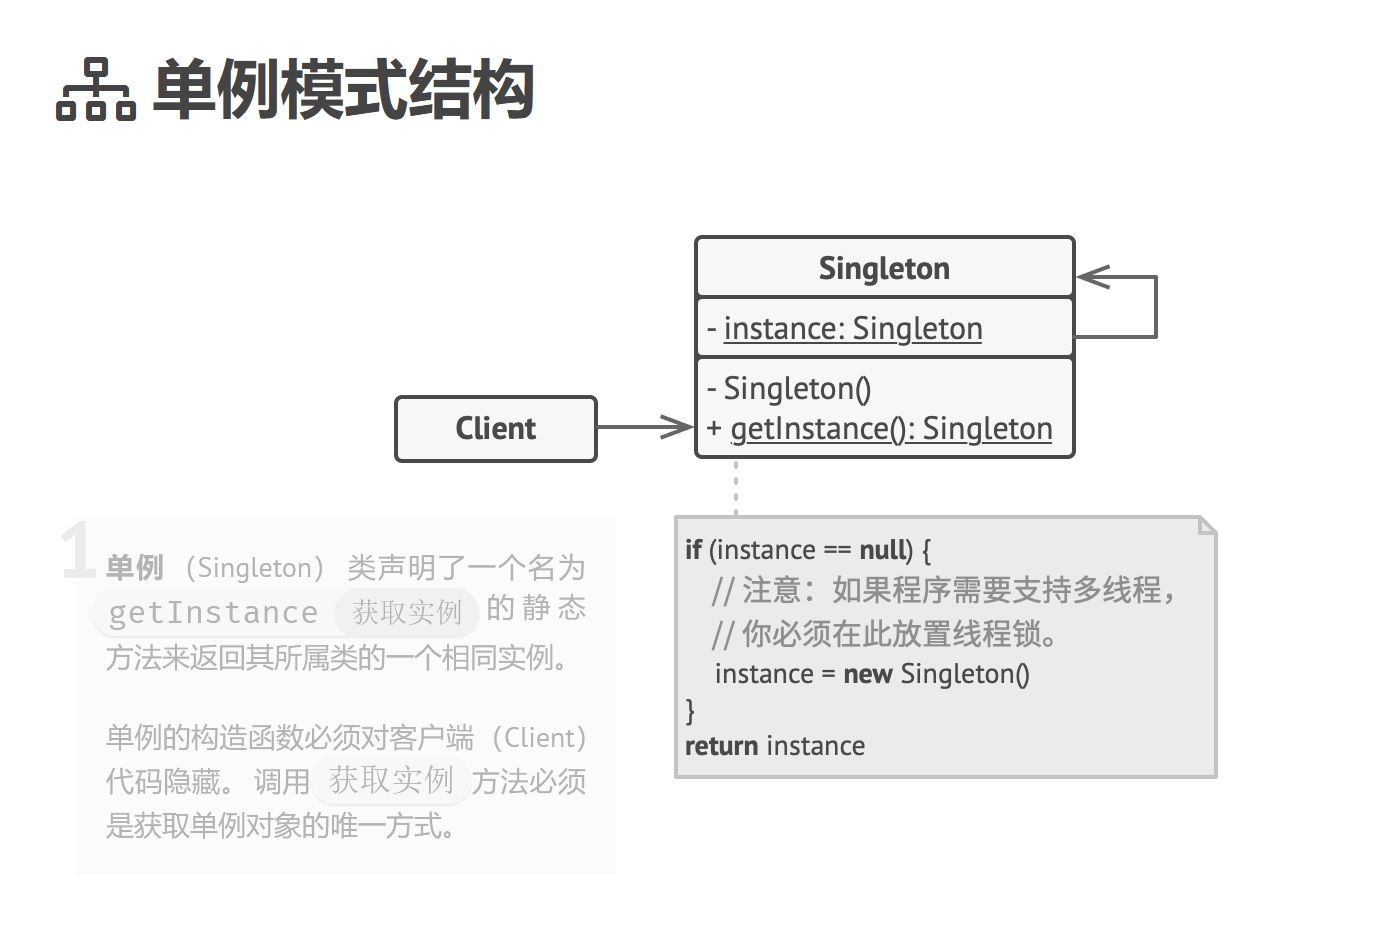 单例模式结构
Singleton
- instance: Singleton
- Singleton()
+ getInstance(): Singleton
Client
1
单例（Singleton） 类声明了一个名为
getInstance 获取实例 的静态
方法来返回其所属类的一个相同实例。
单例的构造函数必须对客户端（Client）
代码隐藏。 调用 获取实例 方法必须
是获取单例对象的唯一方式。
if (instance == null) {
// 注意：如果程序需要支持多线程，
// 你必须在此放置线程锁。
instance = new Singleton()
}
return instance